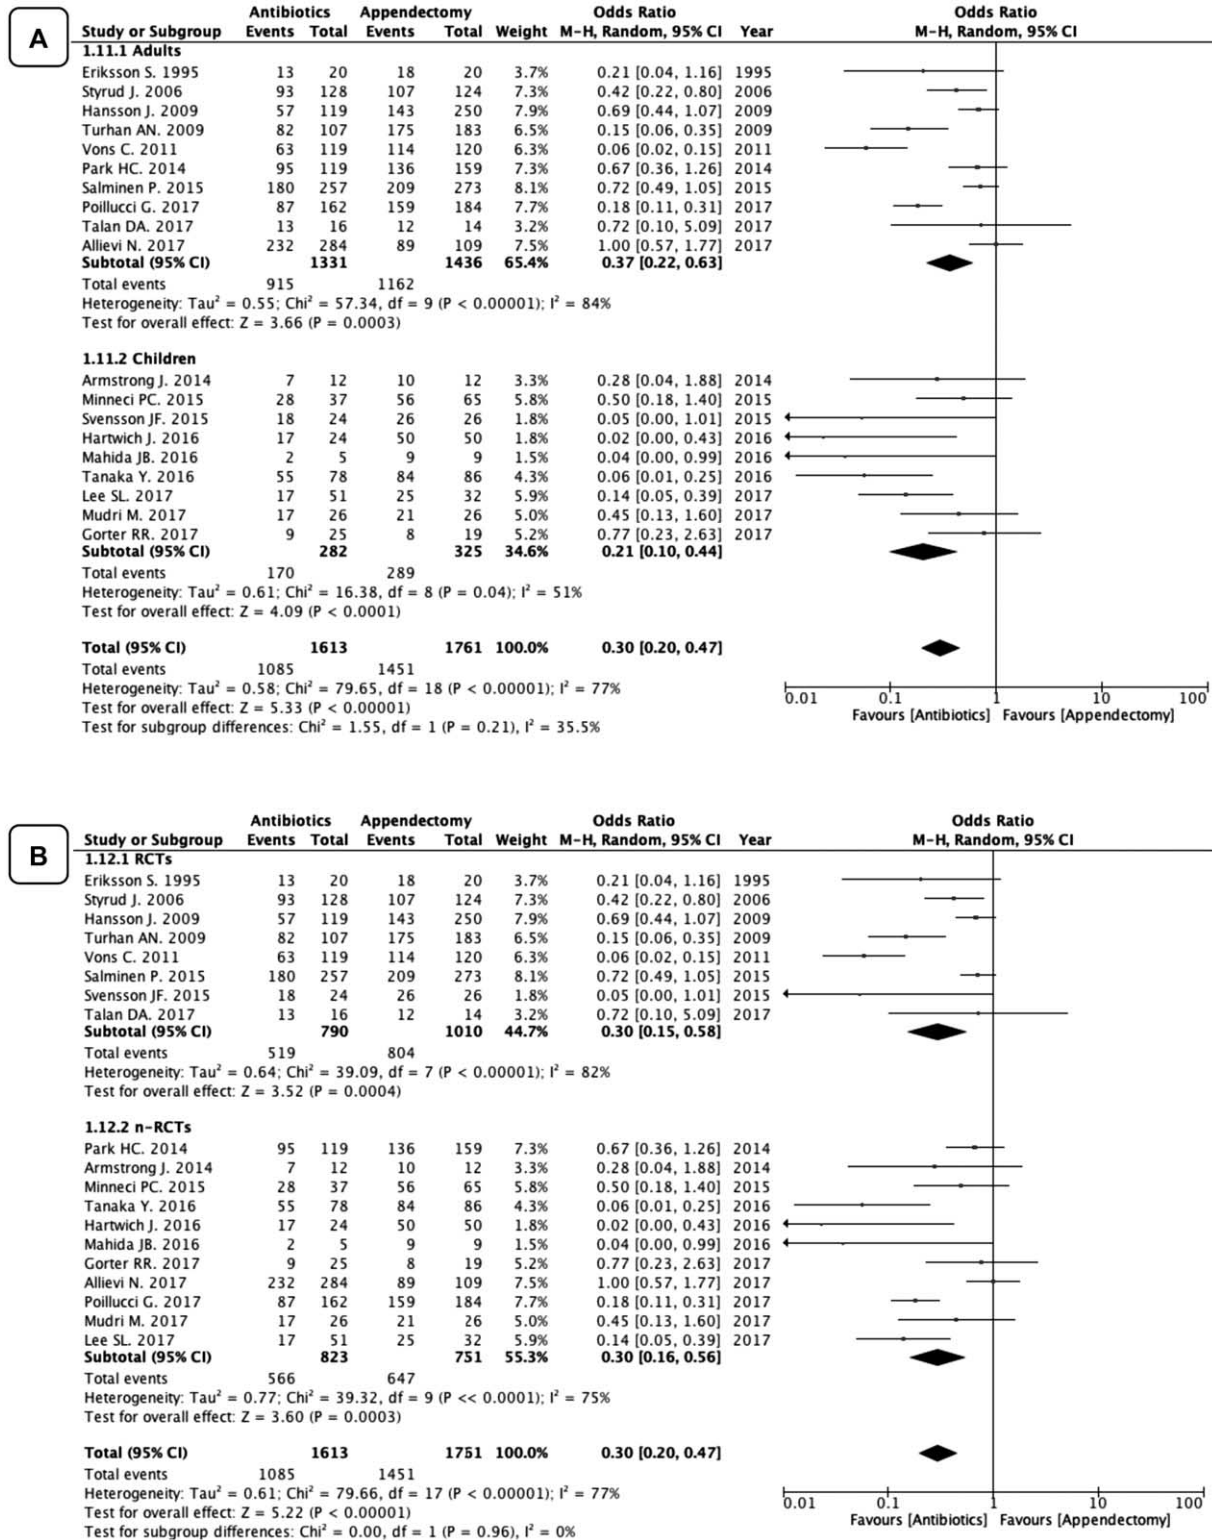 A
Antibiotics Appendectomy Odds Ratio Odds Ratio
Study or Subgroup Events Total Events Total Weight M-H, Random, 95% CI Year M-H, Random, 95% CI
1.11.1 Adults
Eriksson S. 1995 13 20 18 20 3.7% 0.21 [0.04, 1.16] 1995
Styrud J. 2006 93 128 107 124 7.3% 0.42 [0.22, 0.80] 2006
Hansson J. 2009 57 119 143 250 7.9% 0.69 [0.44, 1.07] 2009
Turhan AN. 2009 82 107 175 183 6.5% 0.15 [0.06, 0.35] 2009
Vons C. 2011 63 119 114 120 6.3% 0.06 [0.02, 0.15] 2011
Park HC. 2014 95 119 136 159 7.3% 0.67 [0.36, 1.26] 2014
Salminen P. 2015 180 257 209 273 8.1% 0.72 [0.49, 1.05] 2015
Poillucci G. 2017 87 162 159 184 7.7% 0.18 [0.11, 0.31] 2017
Talan DA. 2017 13 16 12 14 3.2% 0.72 [0.10, 5.09] 2017
Allievi N. 2017 232 284 89 109 7.5% 1.00 [0.57, 1.77] 2017
Subtotal (95% CI) 1331 1436 65.4% 0.37 [0.22, 0.63]
Total events 915 1162
Heterogeneity: Tau² = 0.55; Chi² = 57.34, df = 9 (P < 0.00001); I² = 84%
Test for overall effect: Z = 3.66 (P = 0.0003)
1.11.2 Children
Armstrong J. 2014 7 12 10 12 3.3% 0.28 [0.04, 1.88] 2014
Minneci PC. 2015 28 37 56 65 5.8% 0.50 [0.18, 1.40] 2015
Svensson JF. 2015 18 24 26 26 1.8% 0.05 [0.00, 1.01] 2015
Hartwich J. 2016 17 24 50 50 1.8% 0.02 [0.00, 0.43] 2016
Mahida JB. 2016 2 5 9 9 1.5% 0.04 [0.00, 0.99] 2016
Tanaka Y. 2016 55 78 84 86 4.3% 0.06 [0.01, 0.25] 2016
Lee SL. 2017 17 51 25 32 5.9% 0.14 [0.05, 0.39] 2017
Mudri M. 2017 17 26 21 26 5.0% 0.45 [0.13, 1.60] 2017
Gorter RR. 2017 9 25 8 19 5.2% 0.77 [0.23, 2.63] 2017
Subtotal (95% CI) 282 325 34.6% 0.21 [0.10, 0.44]
Total events 170 289
Heterogeneity: Tau² = 0.61; Chi² = 16.38, df = 8 (P = 0.04); I² = 51%
Test for overall effect: Z = 4.09 (P < 0.0001)
Total (95% CI) 1613 1761 100.0% 0.30 [0.20, 0.47]
Total events 1085 1451
Heterogeneity: Tau² = 0.58; Chi² = 79.65, df = 18 (P < 0.00001); I² = 77%
Test for overall effect: Z = 5.33 (P < 0.00001)
Test for subgroup differences: Chi² = 1.55, df = 1 (P = 0.21), I² = 35.5%
0.01 0.1 1 10 100
Favours [Antibiotics] Favours [Appendectomy]
B
Antibiotics Appendectomy Odds Ratio Odds Ratio
Study or Subgroup Events Total Events Total Weight M-H, Random, 95% CI Year M-H, Random, 95% CI
1.12.1 RCTs
Eriksson S. 1995 13 20 18 20 3.7% 0.21 [0.04, 1.16] 1995
Styrud J. 2006 93 128 107 124 7.3% 0.42 [0.22, 0.80] 2006
Hansson J. 2009 57 119 143 250 7.9% 0.69 [0.44, 1.07] 2009
Turhan AN. 2009 82 107 175 183 6.5% 0.15 [0.06, 0.35] 2009
Vons C. 2011 63 119 114 120 6.3% 0.06 [0.02, 0.15] 2011
Salminen P. 2015 180 257 209 273 8.1% 0.72 [0.49, 1.05] 2015
Svensson JF. 2015 18 24 26 26 1.8% 0.05 [0.00, 1.01] 2015
Talan DA. 2017 13 16 12 14 3.2% 0.72 [0.10, 5.09] 2017
Subtotal (95% CI) 790 1010 44.7% 0.30 [0.15, 0.58]
Total events 519 804
Heterogeneity: Tau² = 0.64; Chi² = 39.09, df = 7 (P < 0.00001); I² = 82%
Test for overall effect: Z = 3.52 (P = 0.0004)
1.12.2 n-RCTs
Park HC. 2014 95 119 136 159 7.3% 0.67 [0.36, 1.26] 2014
Armstrong J. 2014 7 12 10 12 3.3% 0.28 [0.04, 1.88] 2014
Minneci PC. 2015 28 37 56 65 5.8% 0.50 [0.18, 1.40] 2015
Tanaka Y. 2016 55 78 84 86 4.3% 0.06 [0.01, 0.25] 2016
Hartwich J. 2016 17 24 50 50 1.8% 0.02 [0.00, 0.43] 2016
Mahida JB. 2016 2 5 9 9 1.5% 0.04 [0.00, 0.99] 2016
Gorter RR. 2017 9 25 8 19 5.2% 0.77 [0.23, 2.63] 2017
Allievi N. 2017 232 284 89 109 7.5% 1.00 [0.57, 1.77] 2017
Poillucci G. 2017 87 162 159 184 7.7% 0.18 [0.11, 0.31] 2017
Mudri M. 2017 17 26 21 26 5.0% 0.45 [0.13, 1.60] 2017
Lee SL. 2017 17 51 25 32 5.9% 0.14 [0.05, 0.39] 2017
Subtotal (95% CI) 823 751 55.3% 0.30 [0.16, 0.56]
Total events 566 647
Heterogeneity: Tau² = 0.77; Chi² = 39.32, df = 9 (P << 0.0001); I² = 75%
Test for overall effect: Z = 3.60 (P = 0.0003)
Total (95% CI) 1613 1751 100.0% 0.30 [0.20, 0.47]
Total events 1085 1451
Heterogeneity: Tau² = 0.61; Chi² = 79.66, df = 17 (P < 0.00001); I² = 77%
Test for overall effect: Z = 5.22 (P < 0.00001)
Test for subgroup differences: Chi² = 0.00, df = 1 (P = 0.96), I² = 0%
0.01 0.1 1 10 100
Favours [Antibiotics] Favours [Appendectomy]